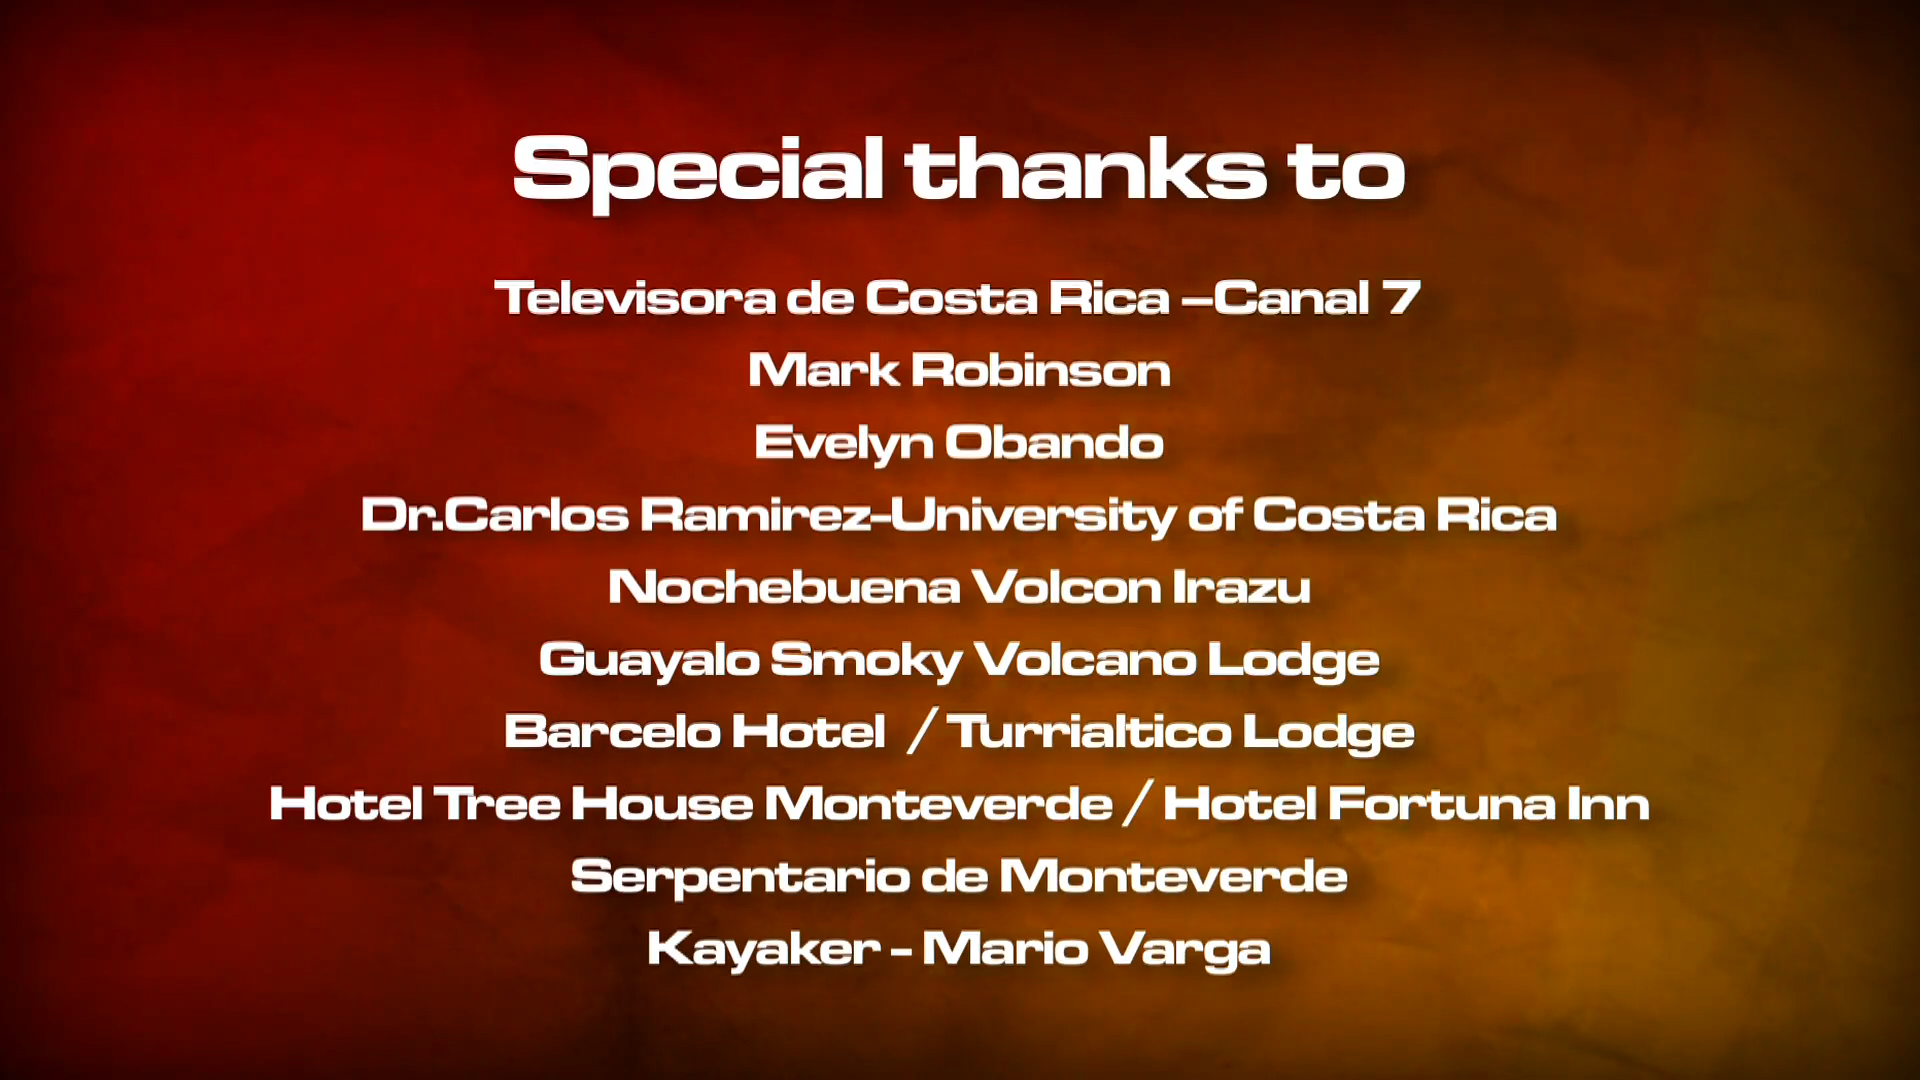 Special thanks to
Televisora de Costa Rica –Canal 7
Mark Robinson
Evelyn Obando
Dr.Carlos Ramirez-University of Costa Rica
Nochebuena Volcon Irazu
Guayalo Smoky Volcano Lodge
Barcelo Hotel / Turrialtico Lodge
Hotel Tree House Monteverde / Hotel Fortuna Inn
Serpentario de Monteverde
Kayaker - Mario Varga